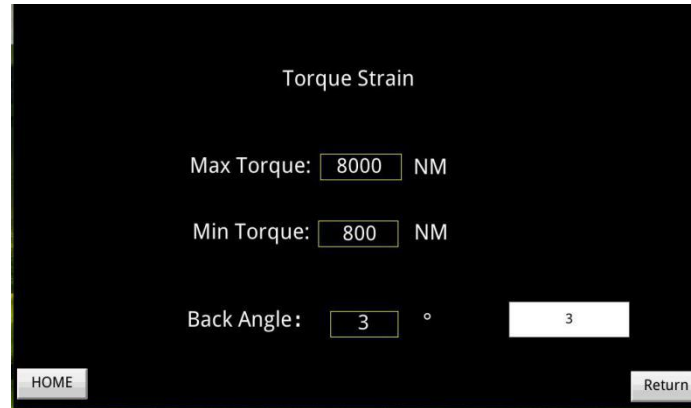 Torque Strain
Max Torque: 8000 NM
Min Torque: 800 NM
Back Angle: 3 ° 3
HOME Return